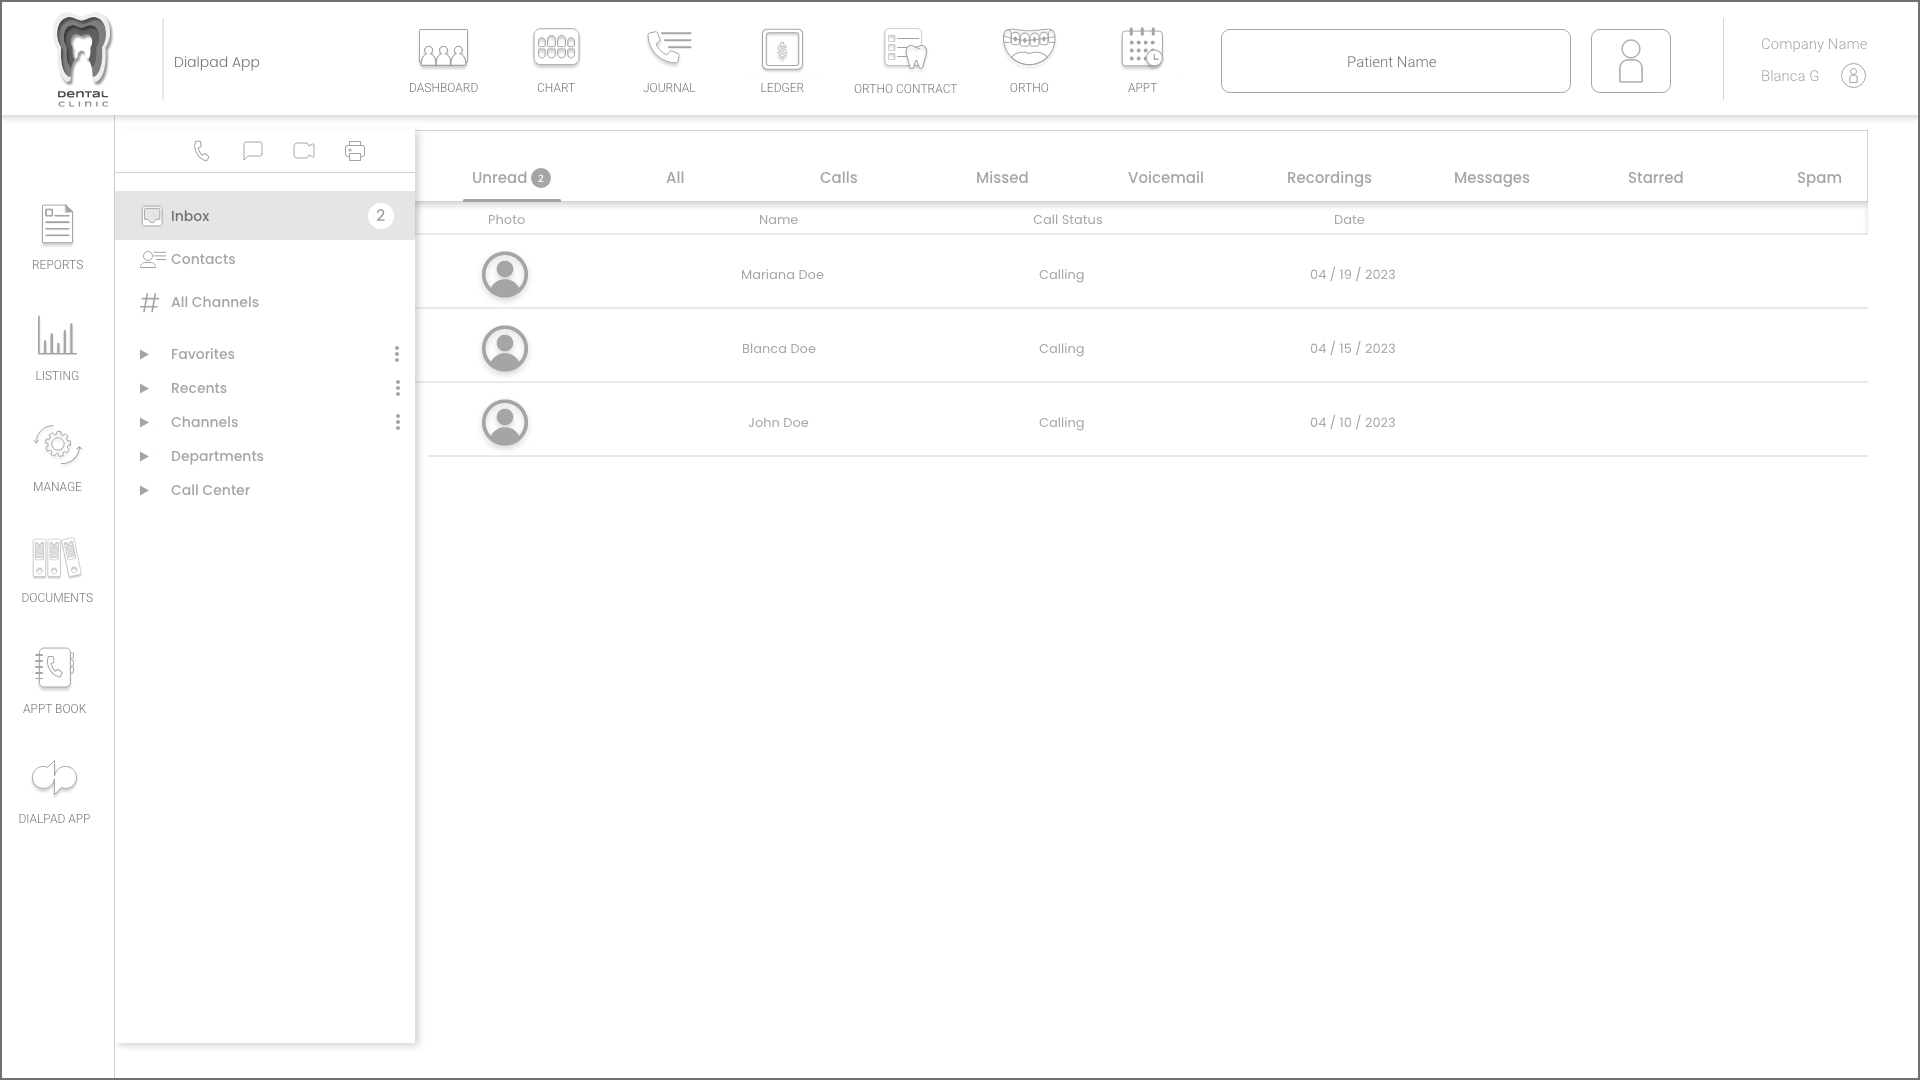 DENTAL
CLINIC
Dialpad App
DASHBOARD
CHART
JOURNAL
LEDGER
ORTHO CONTRACT
ORTHO
APPT
Patient Name
Company Name
Blanca G
REPORTS
LISTING
MANAGE
DOCUMENTS
APPT BOOK
DIALPAD APP
Inbox 2
Contacts
All Channels
Favorites
Recents
Channels
Departments
Call Center
Unread 2 All Calls Missed Voicemail Recordings Messages Starred Spam
Photo Name Call Status Date
Mariana Doe Calling 04 / 19 / 2023
Blanca Doe Calling 04 / 15 / 2023
John Doe Calling 04 / 10 / 2023